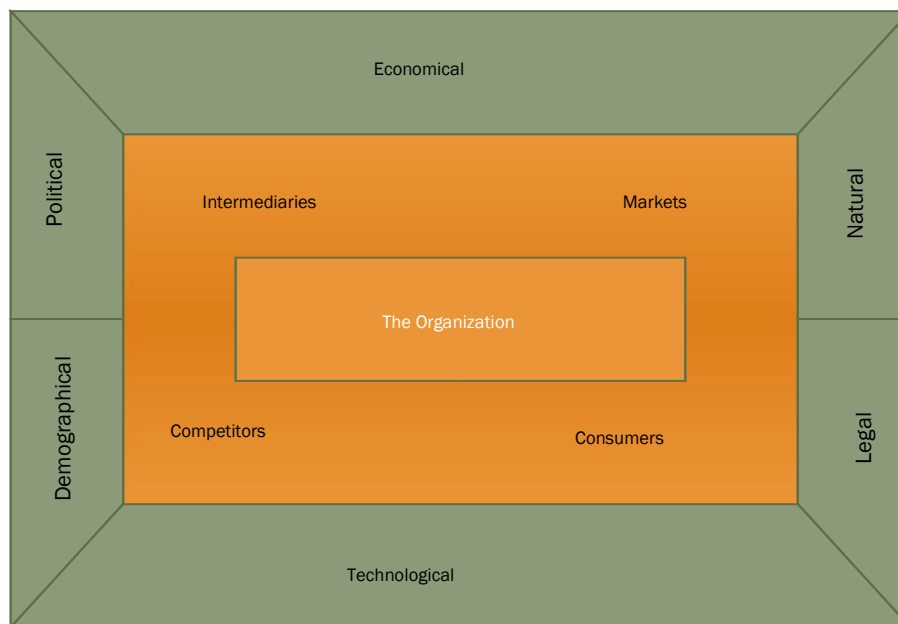 Economical
Political
Natural
Intermediaries
Markets
The Organization
Demographical
Legal
Competitors
Consumers
Technological